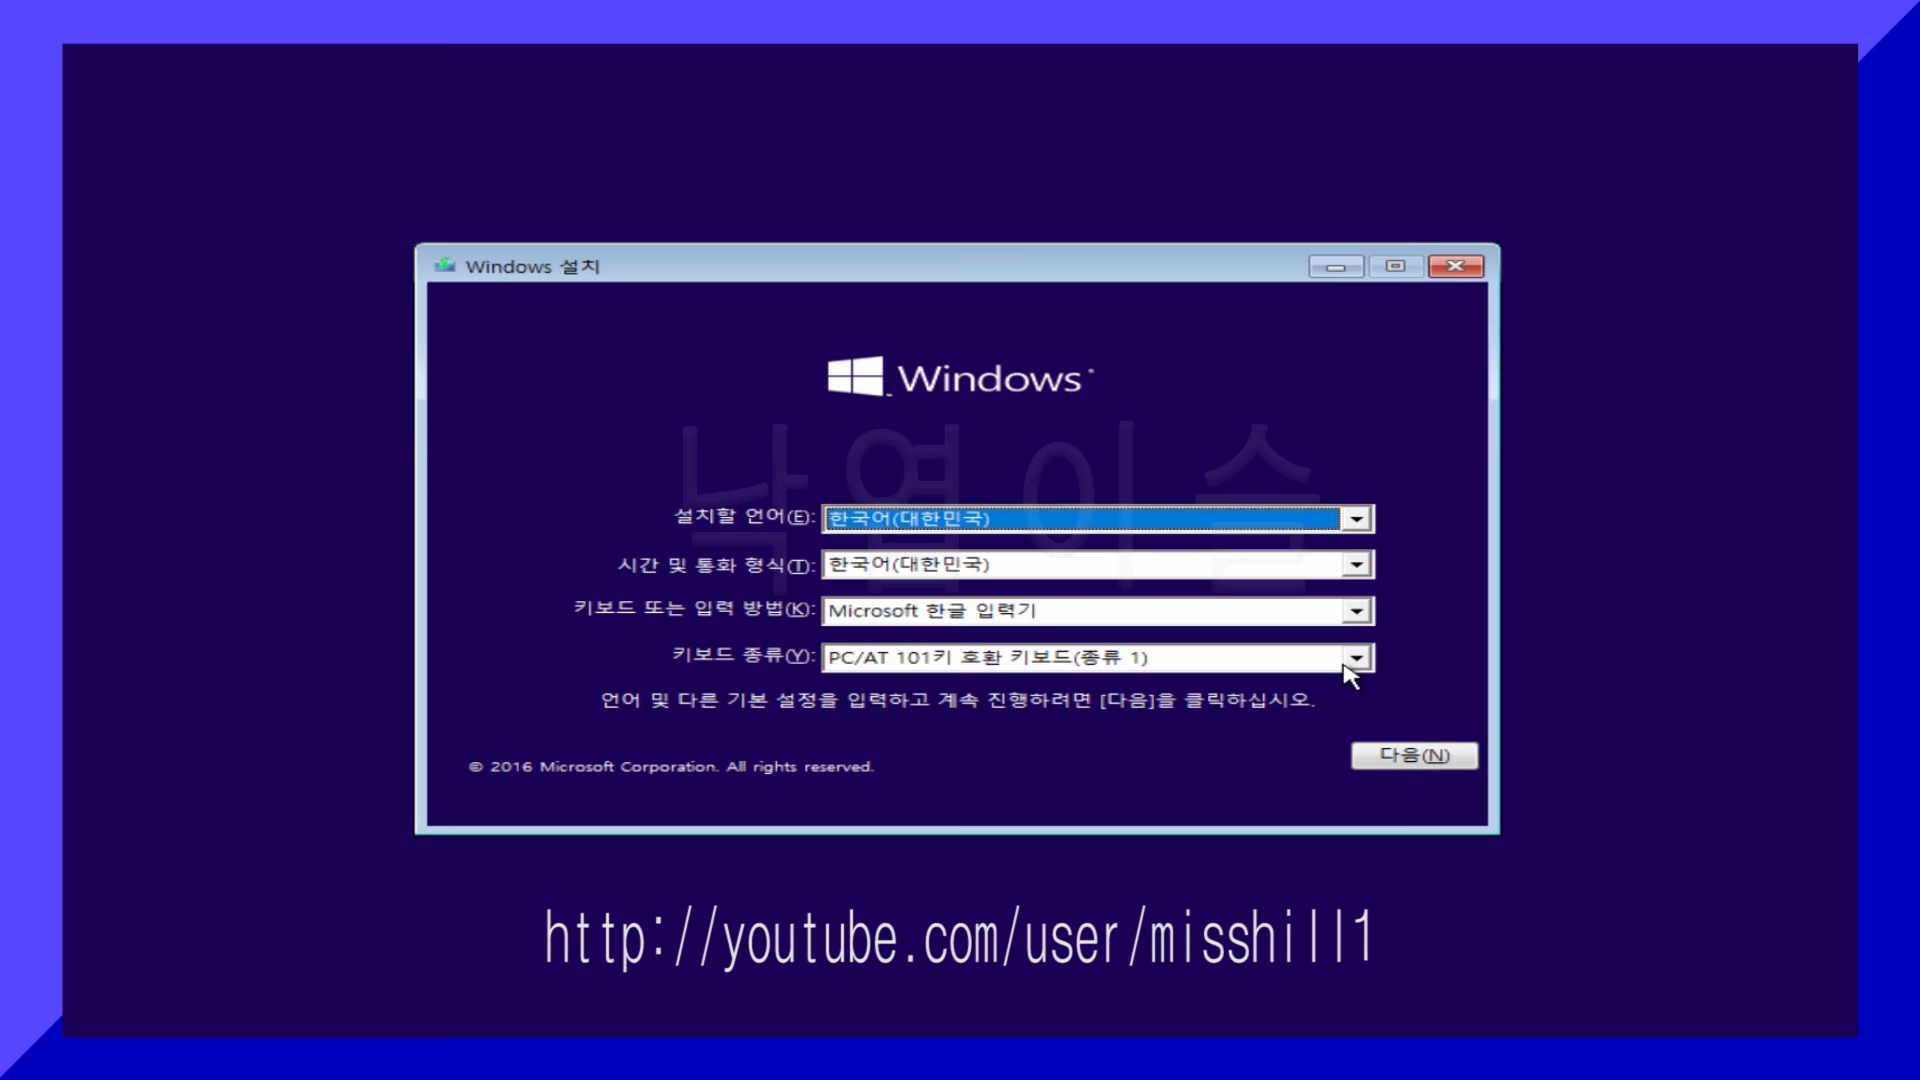 Windows 설치
Windows
낙엽이슬
설치할 언어(E): 한국어(대한민국)
시간 및 통화 형식(T): 한국어(대한민국)
키보드 또는 입력 방법(K): Microsoft 한글 입력기
키보드 종류(Y): PC/AT 101키 호환 키보드(종류 1)
언어 및 다른 기본 설정을 입력하고 계속 진행하려면 [다음]을 클릭하십시오.
다음(N)
© 2016 Microsoft Corporation. All rights reserved.
http://youtube.com/user/misshill1